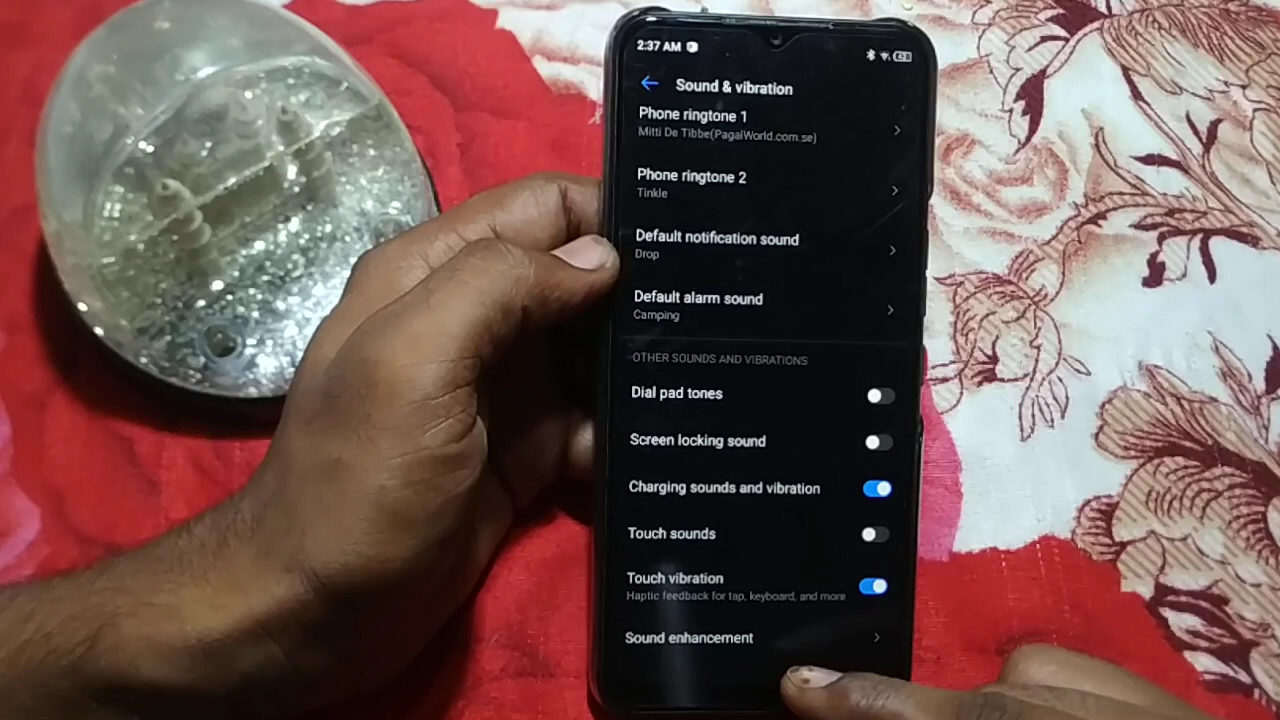 2:37 AM
Sound & vibration
Phone ringtone 1
Mitti De Tibbe(PagalWorld.com.se)
Phone ringtone 2
Tinkle
Default notification sound
Drop
Default alarm sound
Camping
OTHER SOUNDS AND VIBRATIONS
Dial pad tones
Screen locking sound
Charging sounds and vibration
Touch sounds
Touch vibration
Haptic feedback for tap, keyboard, and more
Sound enhancement